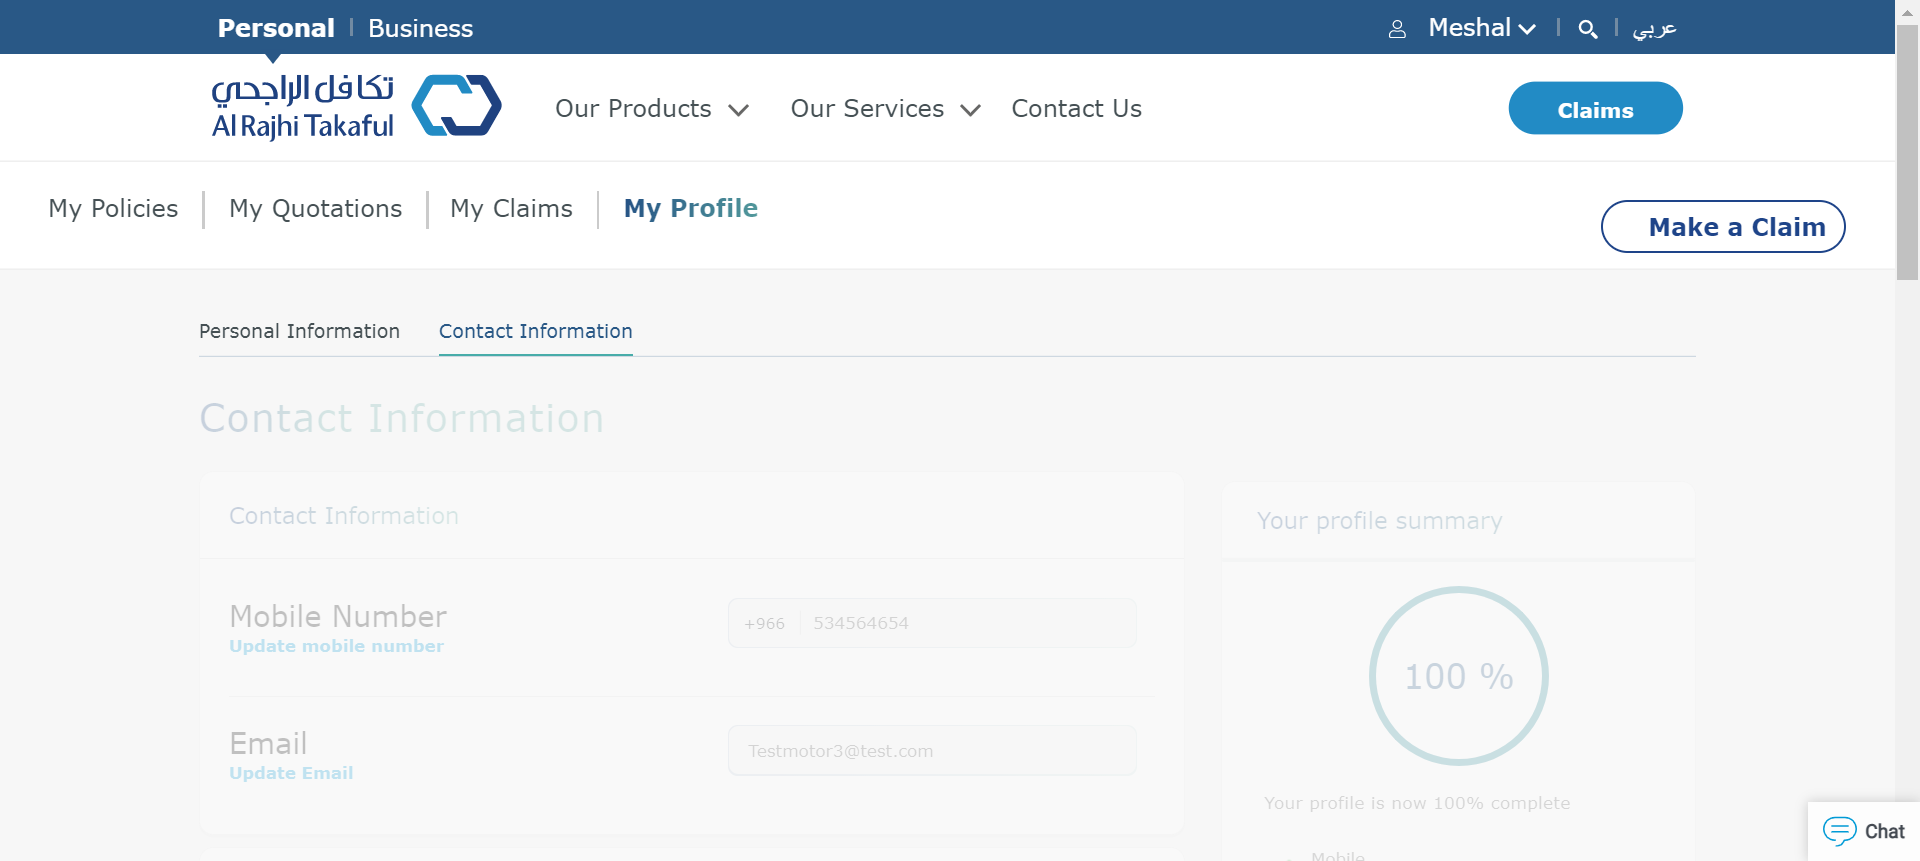 Personal
Business
Meshal
عربي
تكافل الراجحي
Al Rajhi Takaful
Our Products
Our Services
Contact Us
Claims
My Policies
My Quotations
My Claims
My Profile
Make a Claim
Personal Information
Contact Information
Contact Information
Contact Information
Your profile summary
Mobile Number
Update mobile number
+966
534564654
100 %
Email
Update Email
Testmotor3@test.com
Your profile is now 100% complete
Mobile
Chat